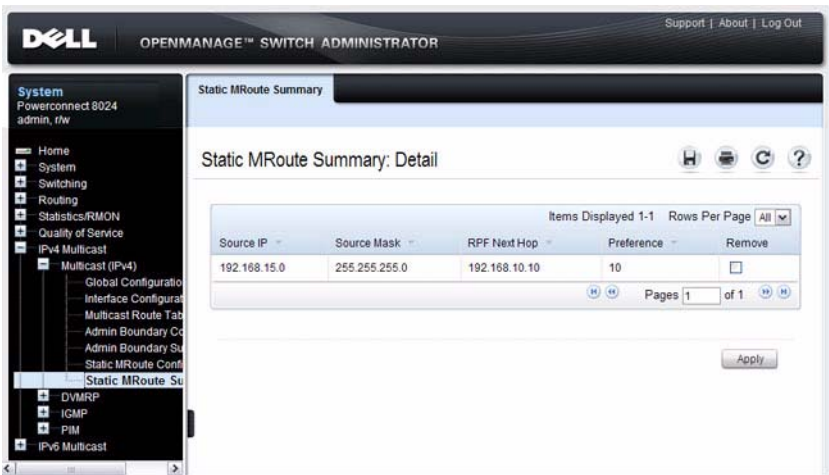 Support | About | Log Out
DELL
OPENMANAGE™ SWITCH ADMINISTRATOR
System
Powerconnect 8024
admin, r/w
Static MRoute Summary
Home
System
Switching
Routing
Statistics/RMON
Quality of Service
IPv4 Multicast
Multicast (IPv4)
Global Configuratio
Interface Configurat
Multicast Route Tab
Admin Boundary Co
Admin Boundary Su
Static MRoute Confi
Static MRoute Su
DVMRP
IGMP
PIM
IPv6 Multicast
Static MRoute Summary: Detail
Items Displayed 1-1 Rows Per Page All
Source IP Source Mask RPF Next Hop Preference Remove
192.168.15.0 255.255.255.0 192.168.10.10 10
Pages 1 of 1
Apply